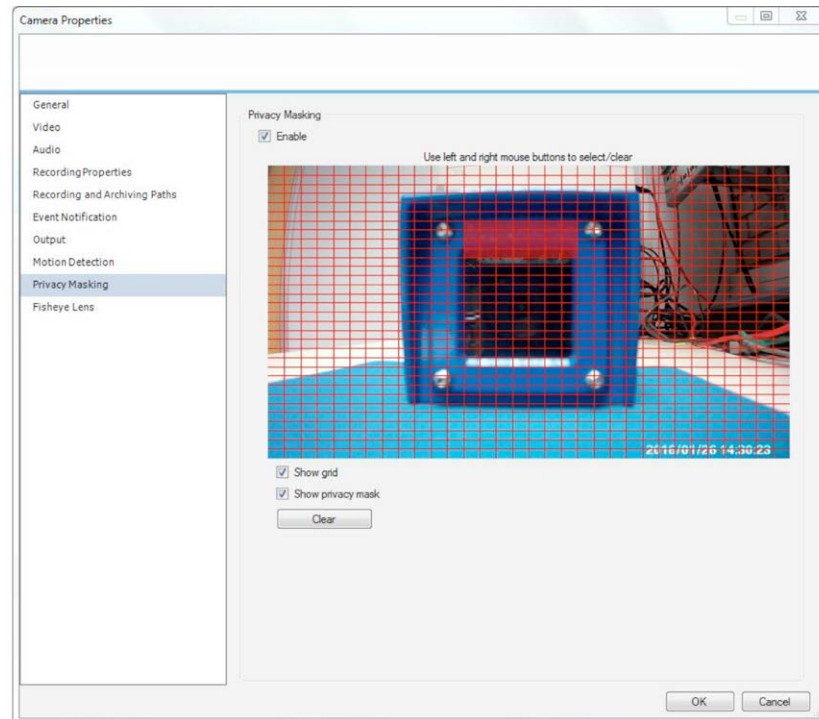 Camera Properties
General
Video
Audio
Recording Properties
Recording and Archiving Paths
Event Notification
Output
Motion Detection
Privacy Masking
Fisheye Lens
Privacy Masking
Enable
Use left and right mouse buttons to select/clear
2016/01/26 14:30:23
Show grid
Show privacy mask
Clear
OK
Cancel